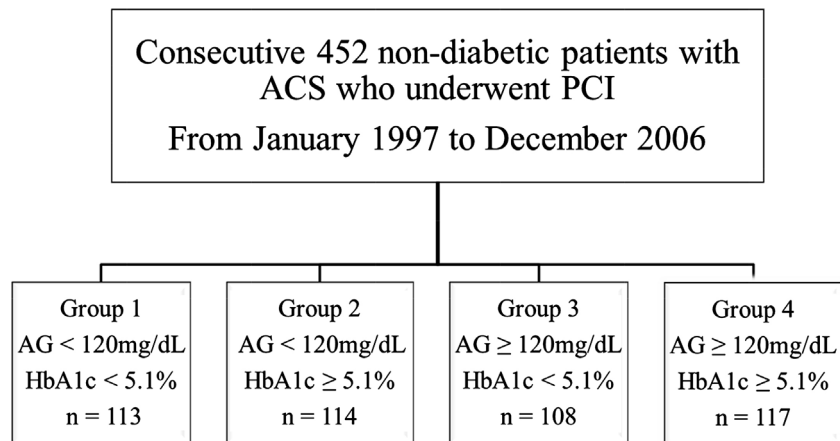 Consecutive 452 non-diabetic patients with
ACS who underwent PCI
From January 1997 to December 2006
Group 1
AG < 120mg/dL
HbA1c < 5.1%
n = 113
Group 2
AG < 120mg/dL
HbA1c ≥ 5.1%
n = 114
Group 3
AG ≥ 120mg/dL
HbA1c < 5.1%
n = 108
Group 4
AG ≥ 120mg/dL
HbA1c ≥ 5.1%
n = 117